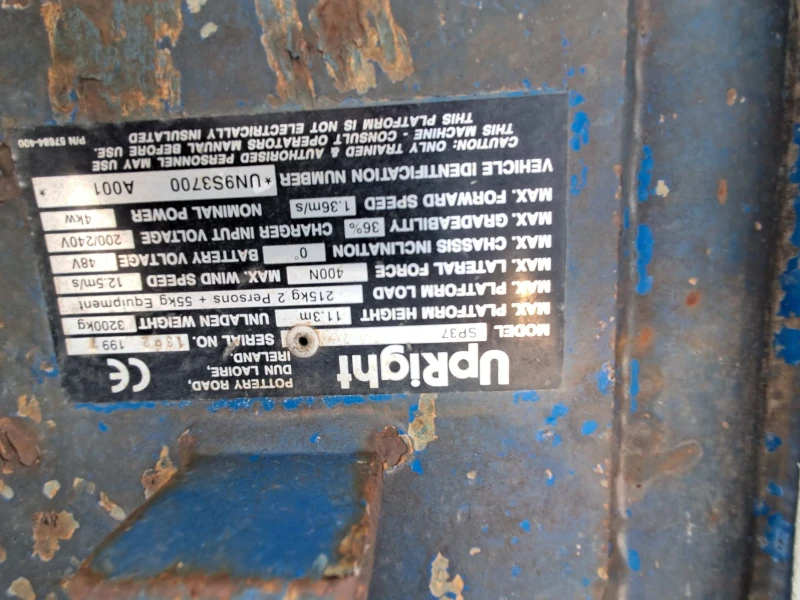 UpRight
POTTERY ROAD,
DUN LAOIRE,
IRELAND.
CE
MODEL SP37 SERIAL NO. 1302 199
MAX. PLATFORM HEIGHT 11.3m UNLADEN WEIGHT 3200kg
MAX. PLATFORM LOAD 215kg 2 Persons + 55kg Equipment
MAX. LATERAL FORCE 400N MAX. WIND SPEED 12.5m/s
MAX. CHASSIS INCLINATION 0° BATTERY VOLTAGE 48V
MAX. GRADEABILITY 36% CHARGER INPUT VOLTAGE 200/240V
MAX. FORWARD SPEED 1.36m/s NOMINAL POWER 4kW
VEHICLE IDENTIFICATION NUMBER *UN9S3700 A001 *
CAUTION: ONLY TRAINED & AUTHORISED PERSONNEL MAY USE
THIS MACHINE - CONSULT OPERATORS MANUAL BEFORE USE.
THIS PLATFORM IS NOT ELECTRICALLY INSULATED
P/N 57684-400